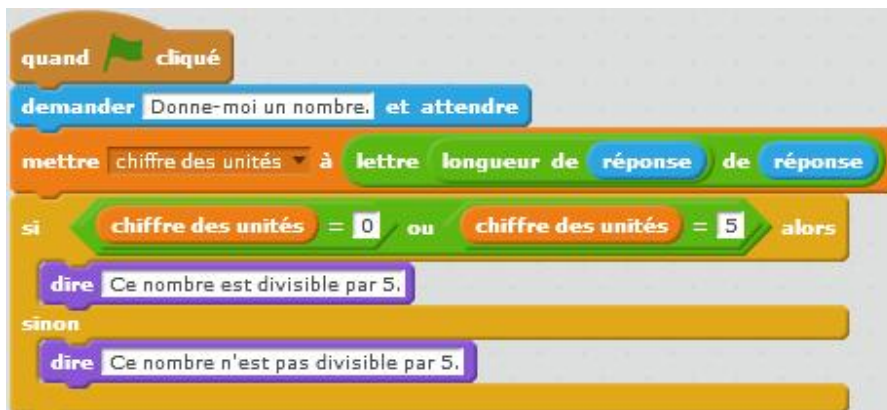 quand cliqué
demander Donne-moi un nombre. et attendre
mettre chiffre des unités à lettre longueur de réponse de réponse
si chiffre des unités = 0 ou chiffre des unités = 5 alors
dire Ce nombre est divisible par 5.
sinon
dire Ce nombre n'est pas divisible par 5.